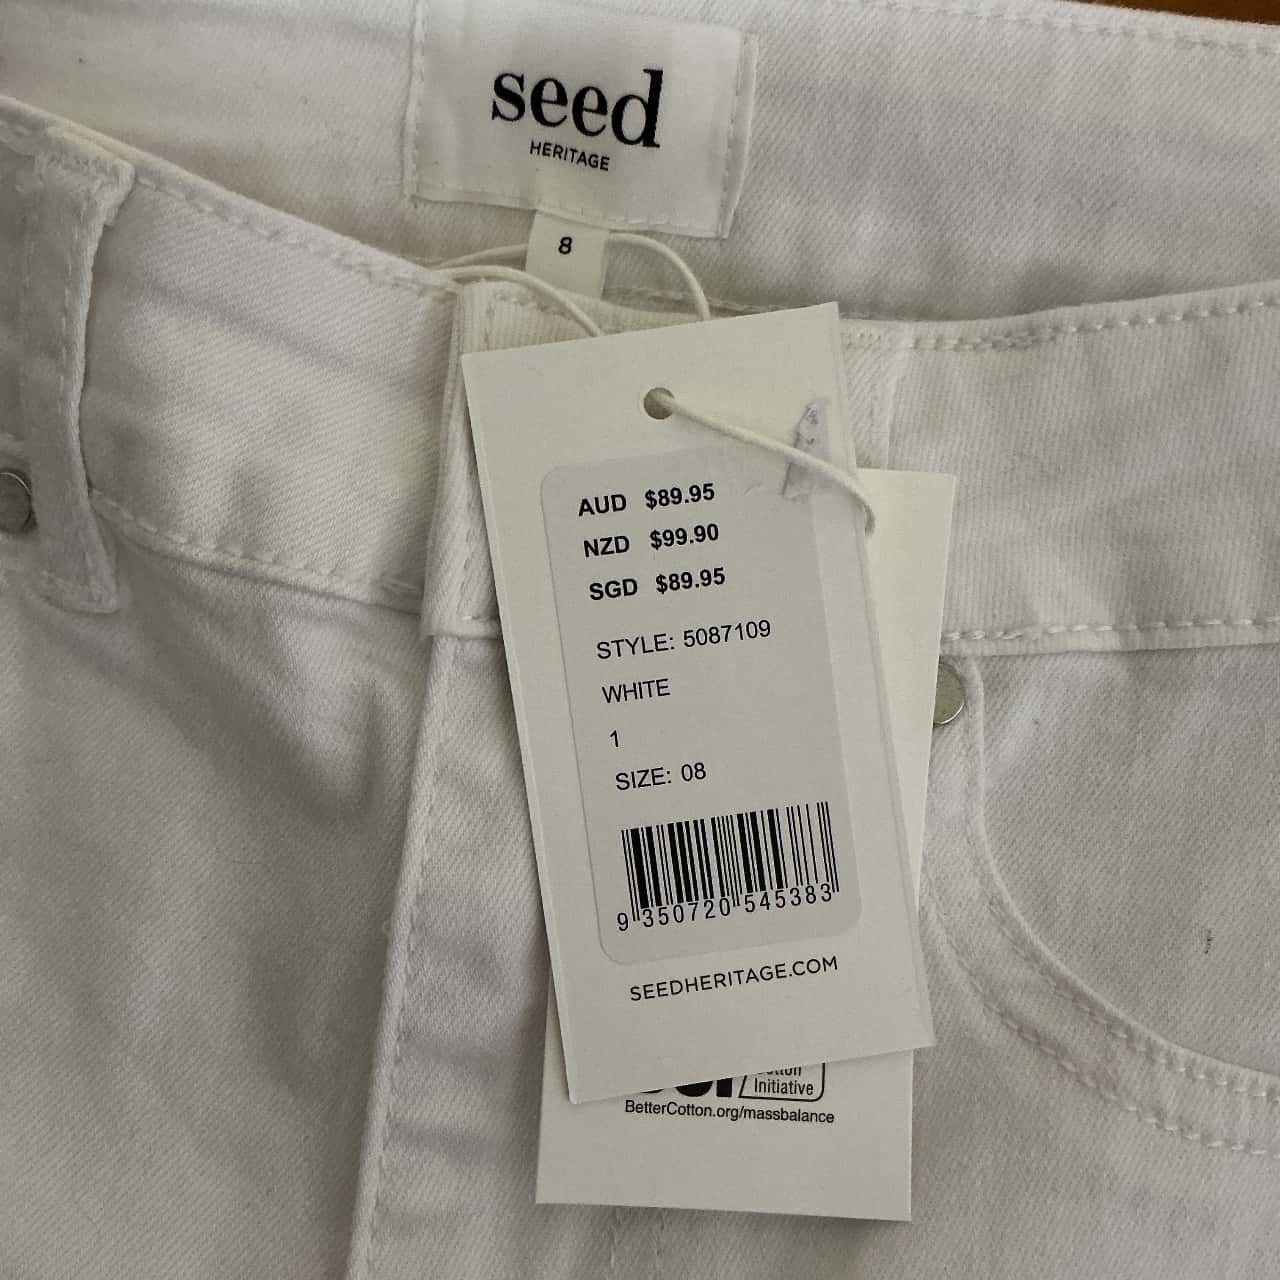 seed
HERITAGE
8
AUD $89.95
NZD $99.90
SGD $89.95
STYLE: 5087109
WHITE
1
SIZE: 08
9 350720 545383
SEEDHERITAGE.COM
Initiative
BetterCotton.org/massbalance